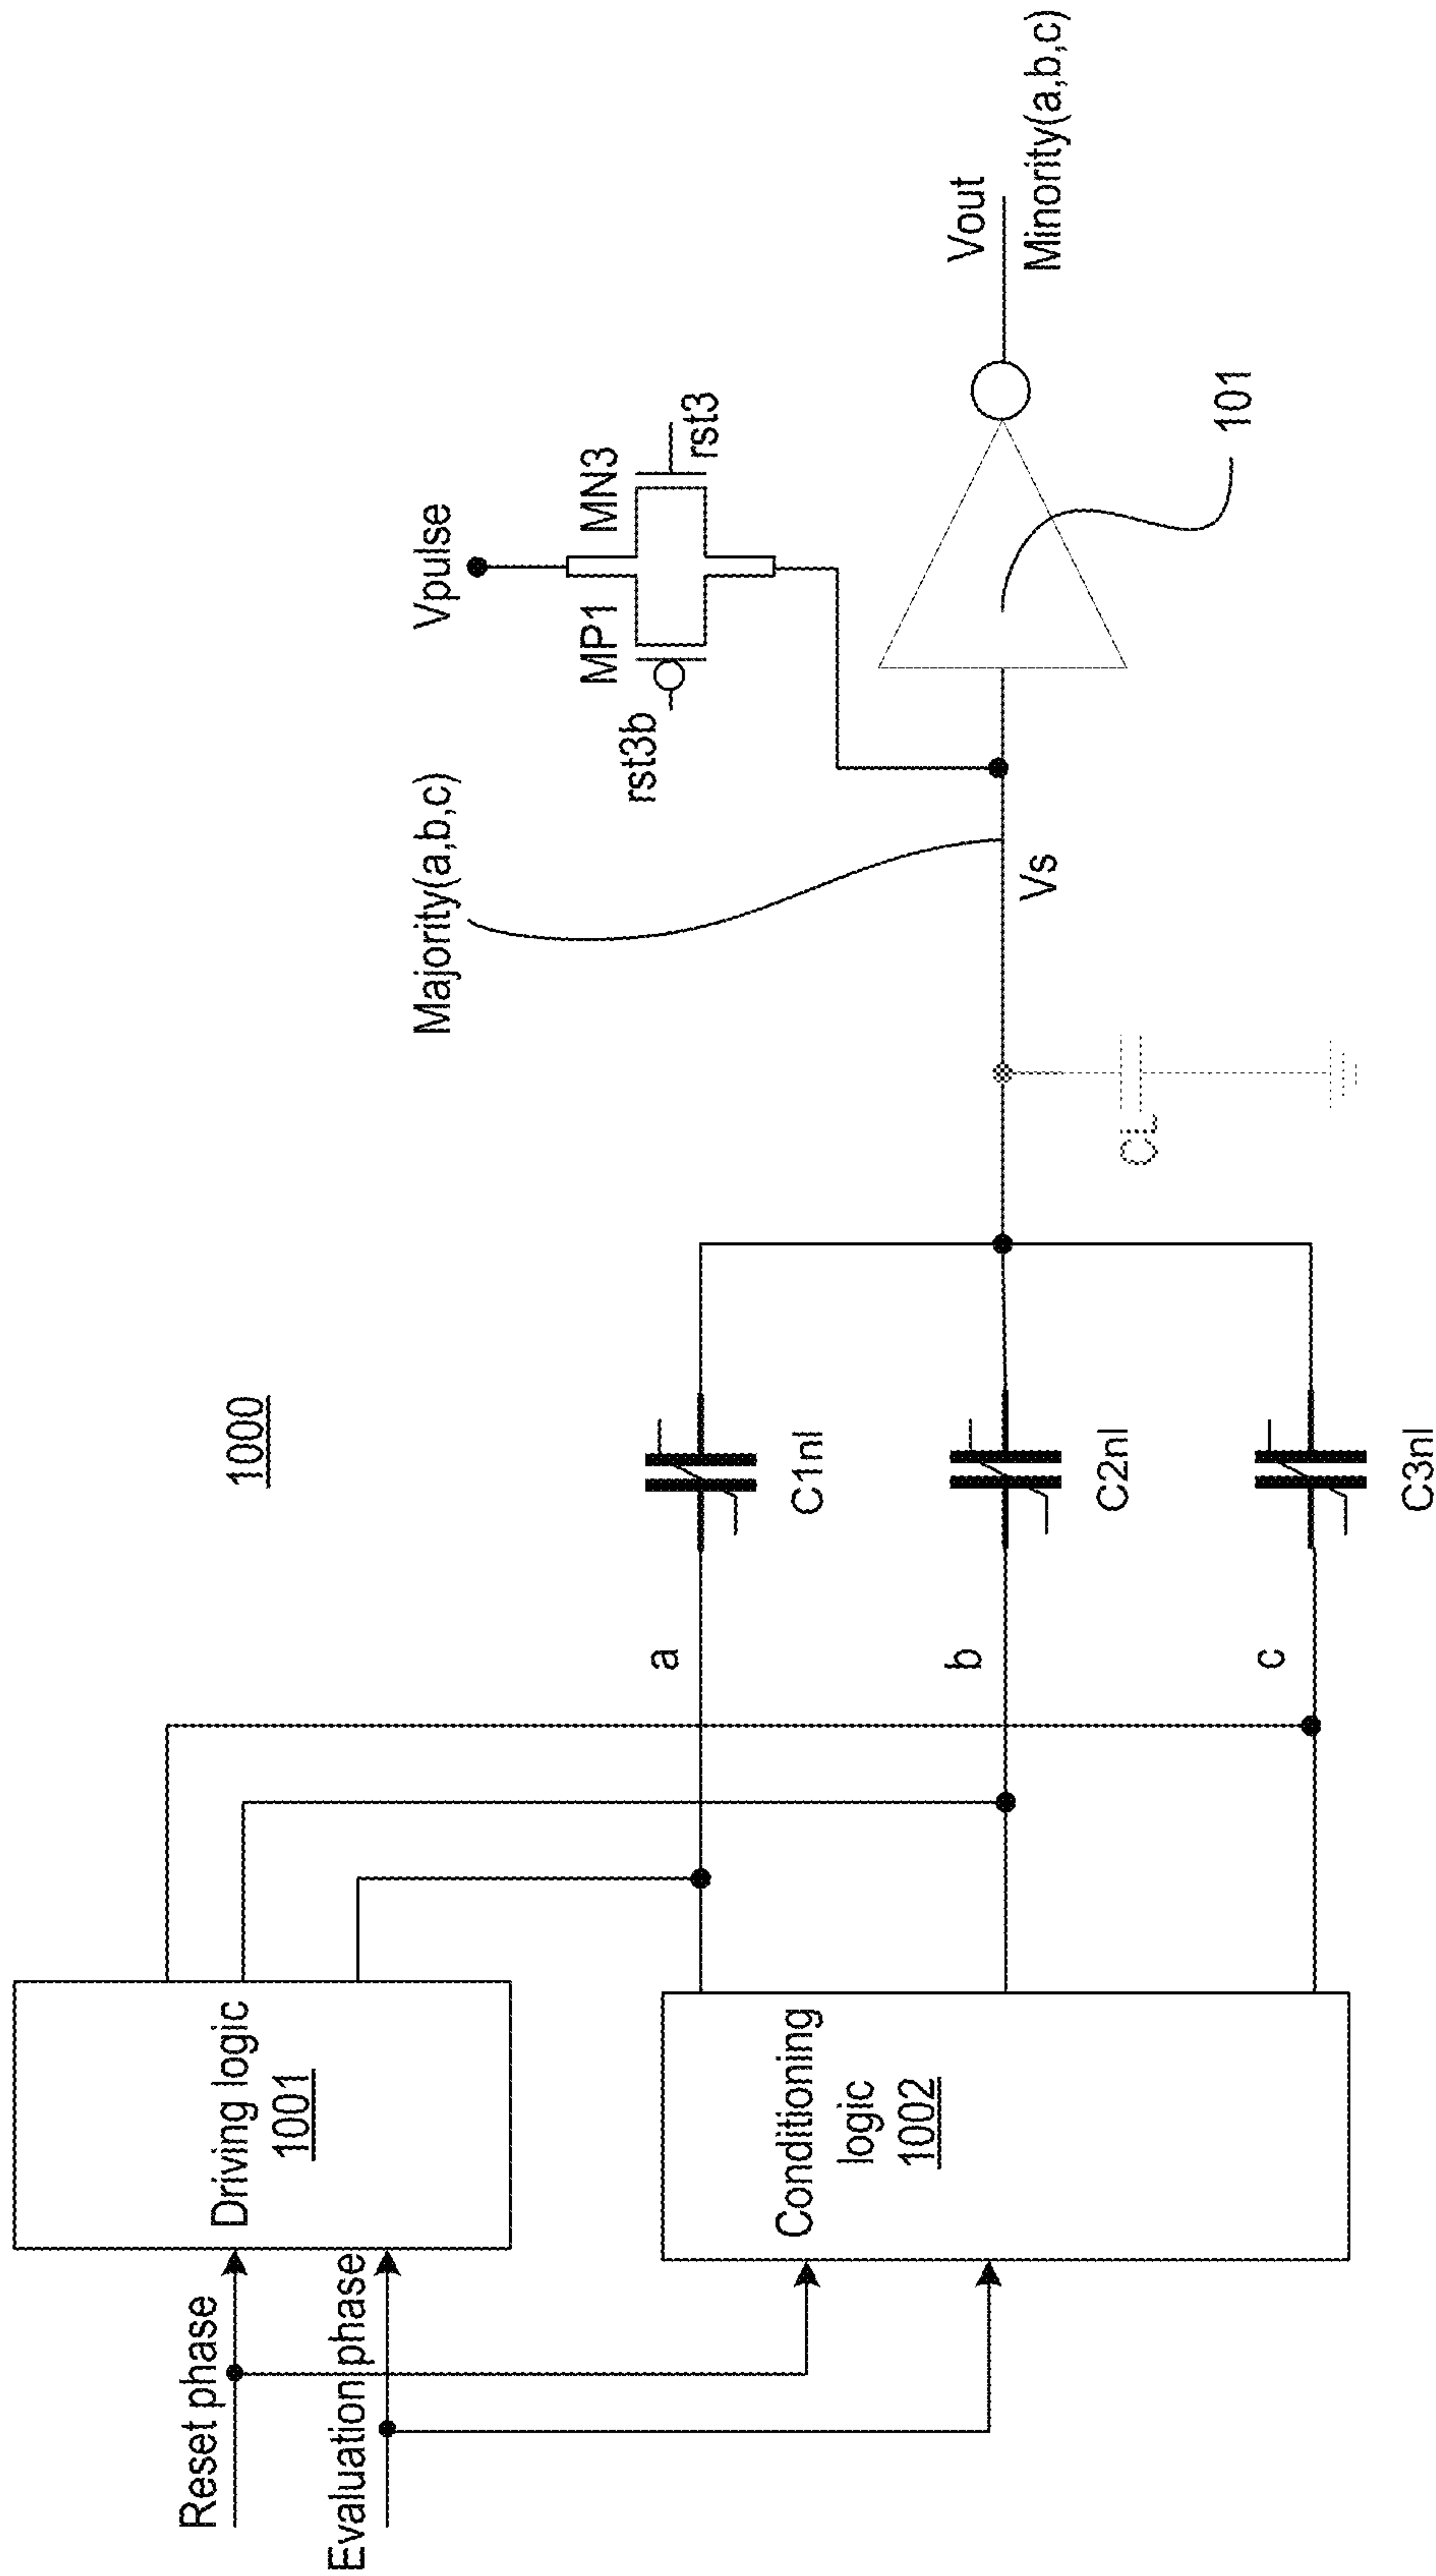 1000
Reset phase
Evaluation phase
Driving logic
1001
Conditioning
logic
1002
a
b
c
C1nl
C2nl
C3nl
CL
Majority(a,b,c)
Vs
Vpulse
MP1
MN3
rst3b
rst3
101
Vout
Minority(a,b,c)